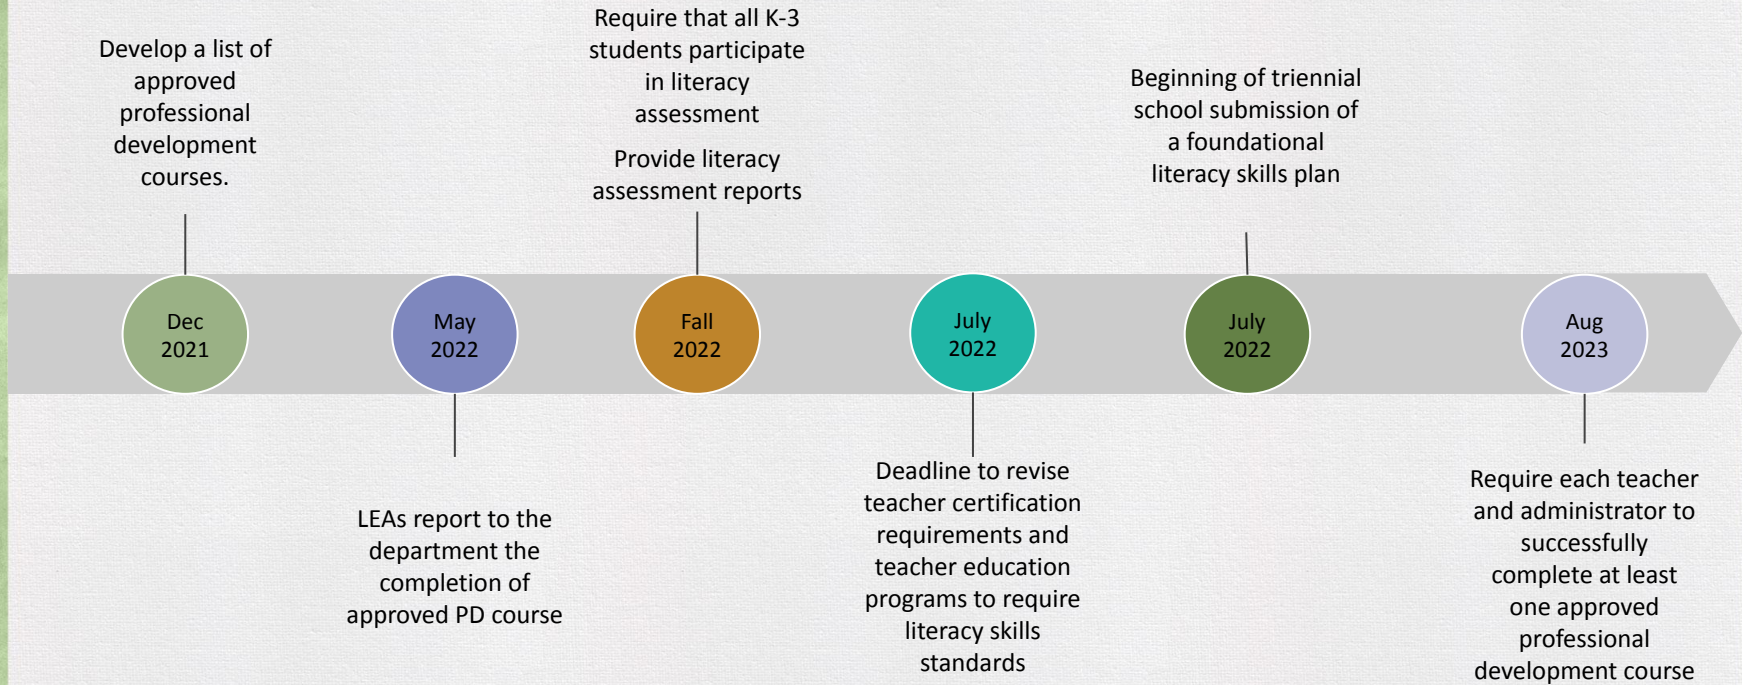 Develop a list of
approved
professional
development
courses.
Require that all K-3
students participate
in literacy
assessment
Provide literacy
assessment reports
Beginning of triennial
school submission of
a foundational
literacy skills plan
Dec
2021
May
2022
Fall
2022
July
2022
July
2022
Aug
2023
LEAs report to the
department the
completion of
approved PD course
Deadline to revise
teacher certification
requirements and
teacher education
programs to require
literacy skills
standards
Require each teacher
and administrator to
successfully
complete at least
one approved
professional
development course